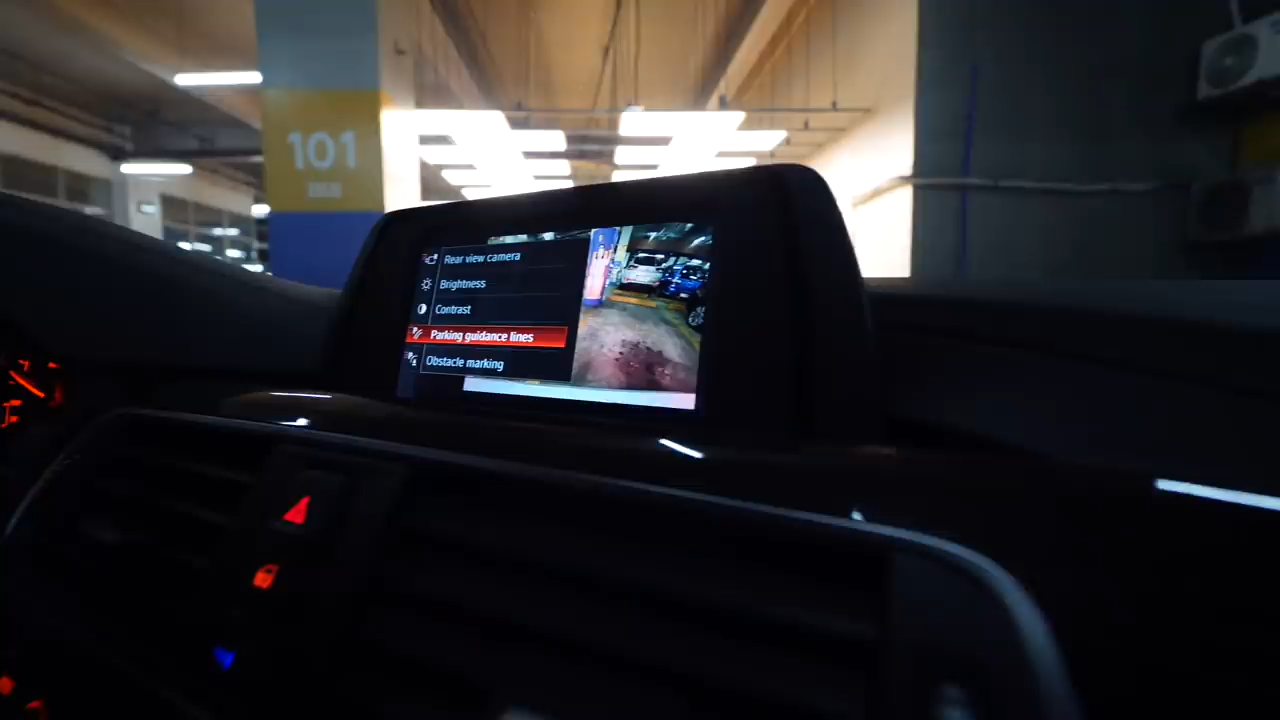 101
Rear view camera
Brightness
Contrast
Parking guidance lines
Obstacle marking